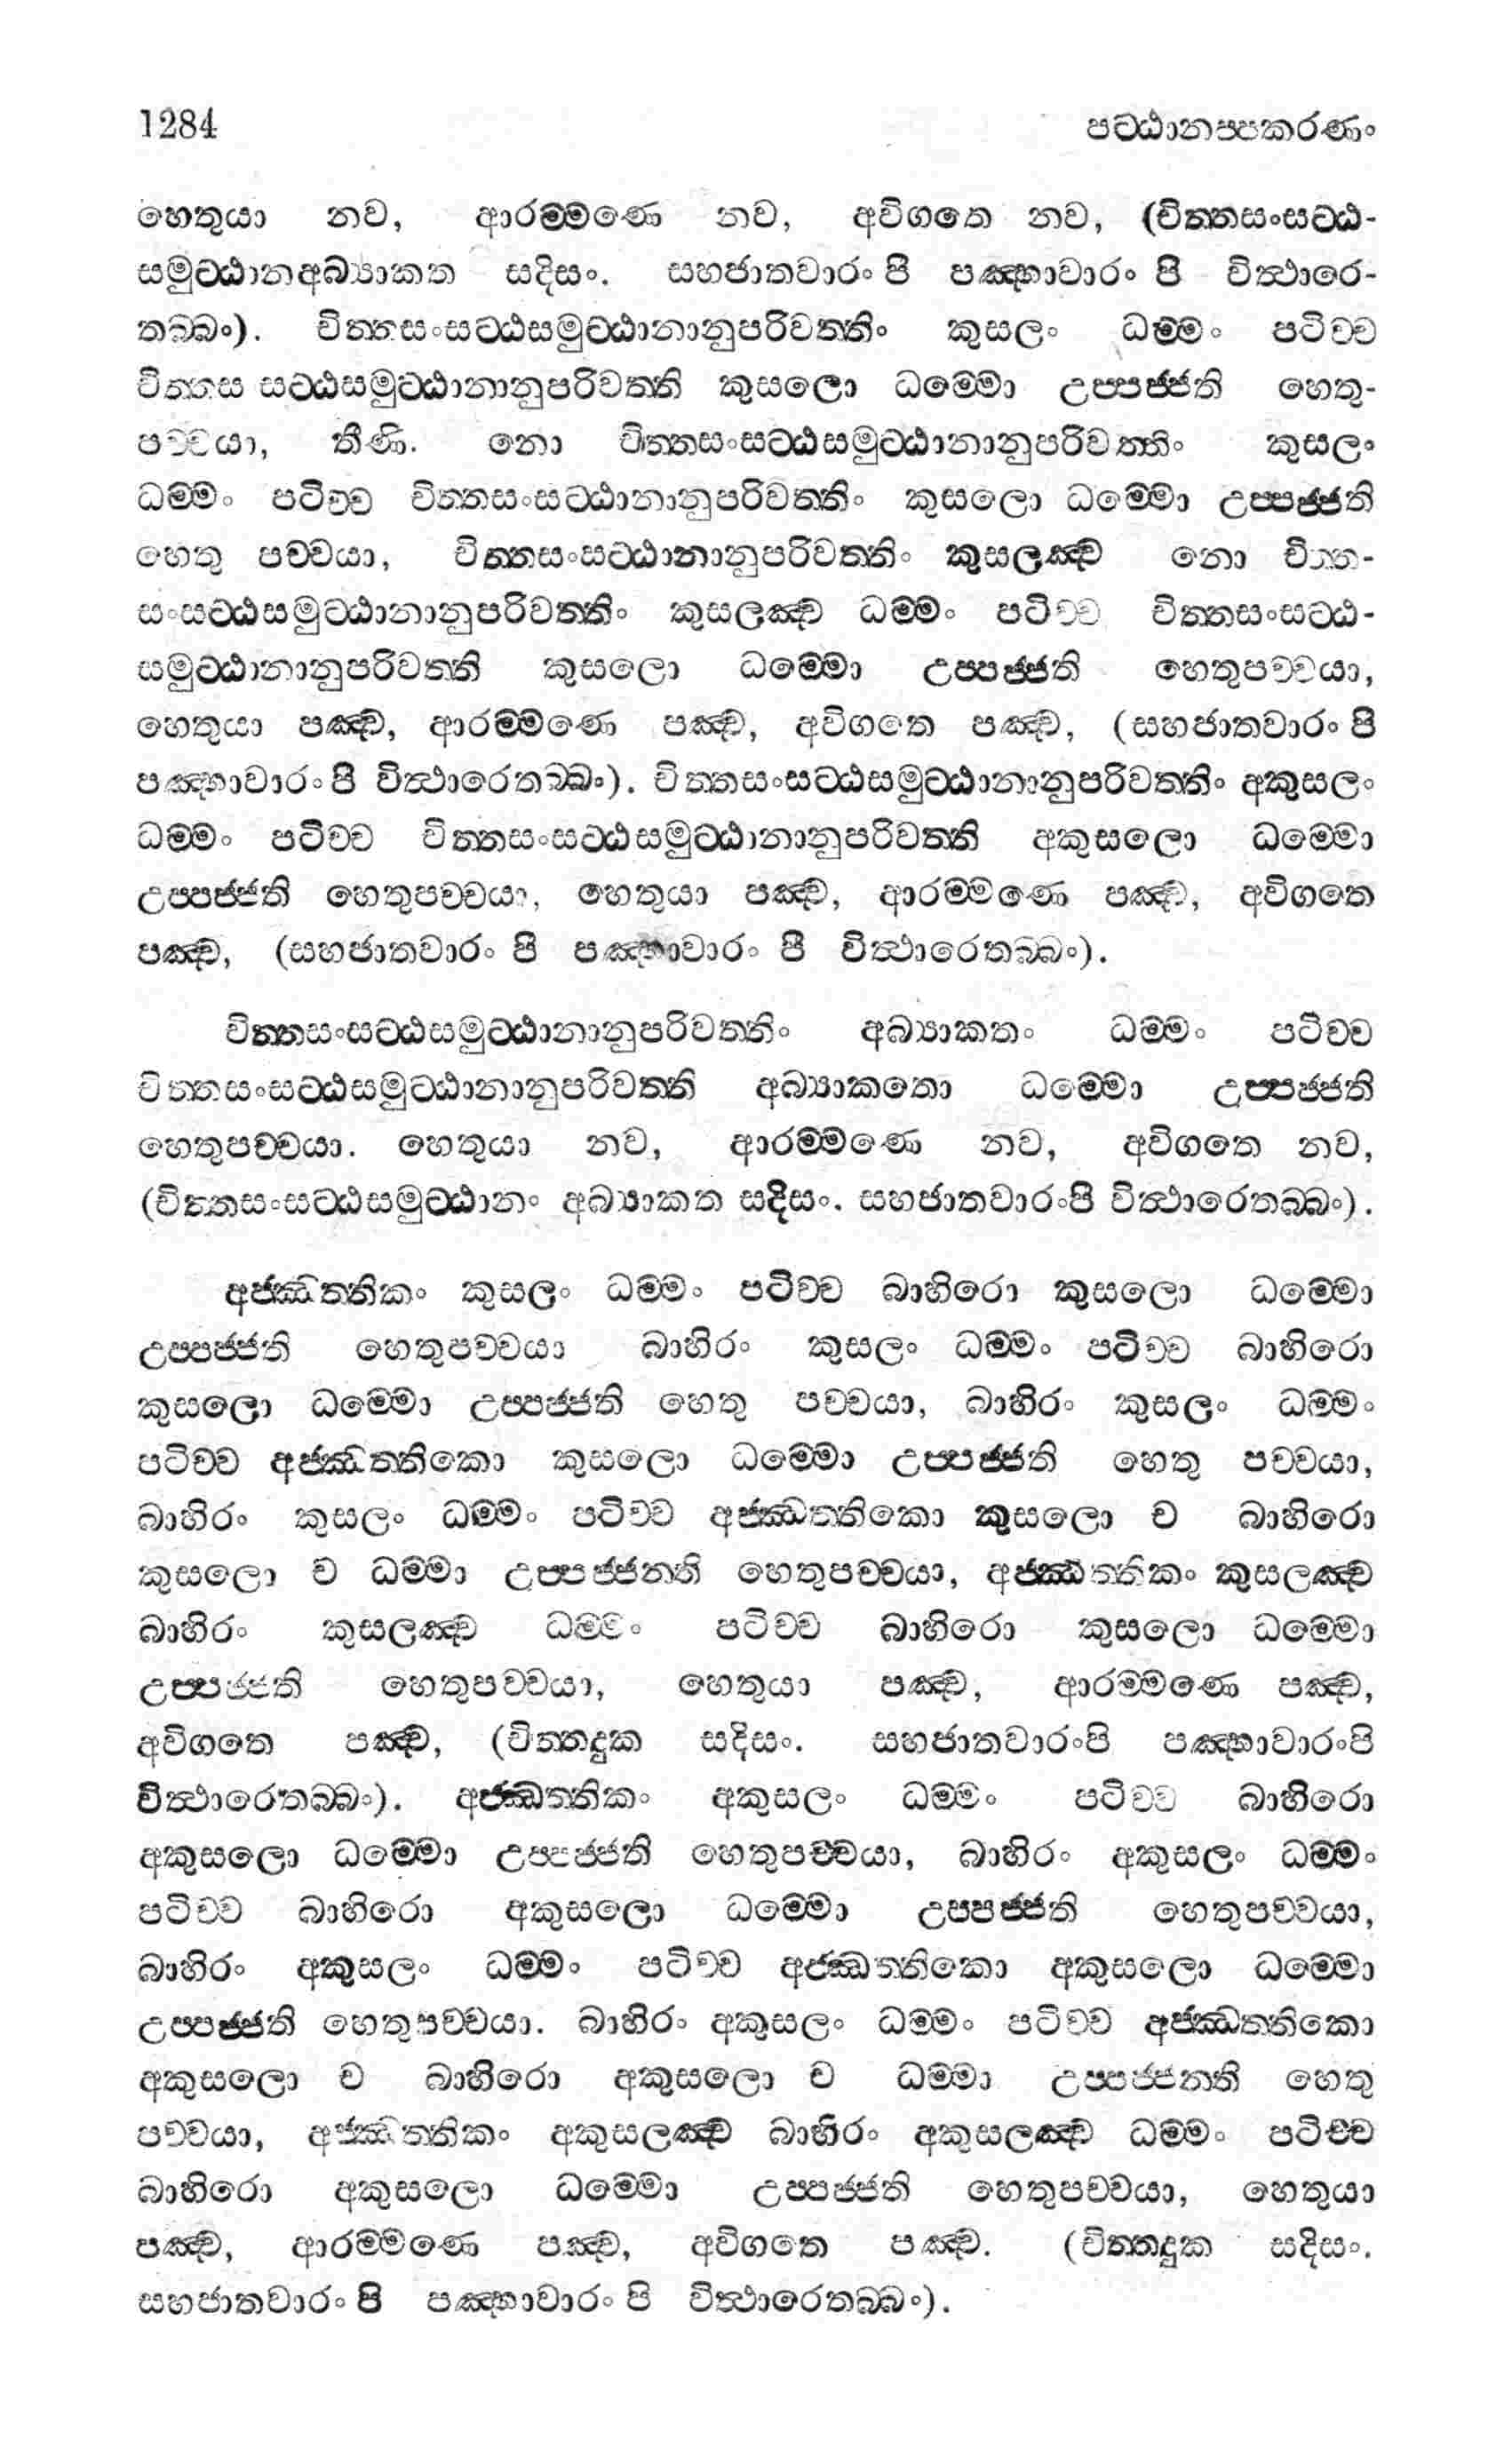 1284 පට්ඨානප්පකරණං
හෙතුයා නව, ආරම්මණෙ නව, අවිගතෙ නව, (චිත්තසංසට්ඨ-
සමුට්ඨානඅබ්‍යාකත සදිසං. සහජාතවාරං පි පඤ්හාවාරං පි විත්‍ථාරෙ-
තබ්බං). චිත්තසංසට්ඨසමුට්ඨානානුපරිවත්තිං කුසලං ධම්මං පටිච්ච
චිත්තස සට්ඨසමුට්ඨානානුපරිවත්ති කුසලො ධම්මො උප්පජ්ජති හෙතු-
පච්චයා, තීණි. නො චිත්තසංසට්ඨසමුට්ඨානානුපරිවත්තිං කුසලං
ධම්මං පටිච්ච චිත්තසංසට්ඨානානුපරිවත්තිං කුසලො ධම්මො උප්පජ්ජති
හෙතු පච්චයා, චිත්තසංසට්ඨානානුපරිවත්තිං කුසලඤ්ච නො චිත්ත-
සංසට්ඨසමුට්ඨානානුපරිවත්තිං කුසලඤ්ච ධම්මං පටිච්ච චිත්තසංසට්ඨ-
සමුට්ඨානානුපරිවත්ති කුසලො ධම්මො උප්පජ්ජති හෙතුපච්චයා,
හෙතුයා පඤ්ච, ආරම්මණෙ පඤ්ච, අවිගතෙ පඤ්ච, (සහජාතවාරං පි
පඤ්හාවාරං පි විත්‍ථාරෙතබ්බං). චිත්තසංසට්ඨසමුට්ඨානානුපරිවත්තිං අකුසලං
ධම්මං පටිච්ච චිත්තසංසට්ඨසමුට්ඨානානුපරිවත්ති අකුසලො ධම්මො
උප්පජ්ජති හෙතුපච්චයා, හෙතුයා පඤ්ච, ආරම්මණෙ පඤ්ච, අවිගතෙ
පඤ්ච, (සහජාතවාරං පි පඤ්හාවාරං පි විත්‍ථාරෙතබ්බං).
චිත්තසංසට්ඨසමුට්ඨානානුපරිවත්තිං අබ්‍යාකතං ධම්මං පටිච්ච
චිත්තසංසට්ඨසමුට්ඨානානුපරිවත්ති අබ්‍යාකතො ධම්මො උප්පජ්ජති
හෙතුපච්චයා. හෙතුයා නව, ආරම්මණෙ නව, අවිගතෙ නව,
(චිත්තසංසට්ඨසමුට්ඨානං අබ්‍යාකත සදිසං. සහජාතවාරංපි විත්‍ථාරෙතබ්බං).
අජ්ඣත්තිකං කුසලං ධම්මං පටිච්ච බාහිරො කුසලො ධම්මො
උප්පජ්ජති හෙතුපච්චයා බාහිරං කුසලං ධම්මං පටිච්ච බාහිරො
කුසලො ධම්මො උප්පජ්ජති හෙතු පච්චයා, බාහිරං කුසලං ධම්මං
පටිච්ච අජ්ඣත්තිකො කුසලො ධම්මො උප්පජ්ජති හෙතු පච්චයා,
බාහිරං කුසලං ධම්මං පටිච්ච අජ්ඣත්තිකො කුසලො ච බාහිරො
කුසලො ච ධම්මා උප්පජ්ජන්ති හෙතුපච්චයා, අජ්ඣත්තිකං කුසලඤ්ච
බාහිරං කුසලඤ්ච ධම්මං පටිච්ච බාහිරො කුසලො ධම්මො
උප්පජ්ජති හෙතුපච්චයා, හෙතුයා පඤ්ච, ආරම්මණෙ පඤ්ච,
අවිගතෙ පඤ්ච, (චිත්තදුක සදිසං. සහජාතවාරංපි පඤ්හාවාරංපි
විත්‍ථාරෙතබ්බං). අජ්ඣත්තිකං අකුසලං ධම්මං පටිච්ච බාහිරො
අකුසලො ධම්මො උප්පජ්ජති හෙතුපච්චයා, බාහිරං අකුසලං ධම්මං
පටිච්ච බාහිරො අකුසලො ධම්මො උප්පජ්ජති හෙතුපච්චයා,
බාහිරං අකුසලං ධම්මං පටිච්ච අජ්ඣත්තිකො අකුසලො ධම්මො
උප්පජ්ජති හෙතුපච්චයා. බාහිරං අකුසලං ධම්මං පටිච්ච අජ්ඣත්තිකො
අකුසලො ච බාහිරො අකුසලො ච ධම්මා උප්පජ්ජන්ති හෙතු
පච්චයා, අජ්ඣත්තිකං අකුසලඤ්ච බාහිරං අකුසලඤ්ච ධම්මං පටිච්ච
බාහිරො අකුසලො ධම්මො උප්පජ්ජති හෙතුපච්චයා, හෙතුයා
පඤ්ච, ආරම්මණෙ පඤ්ච, අවිගතෙ පඤ්ච. (චිත්තදුක සදිසං.
සහජාතවාරං පි පඤ්හාවාරං පි විත්‍ථාරෙතබ්බං).